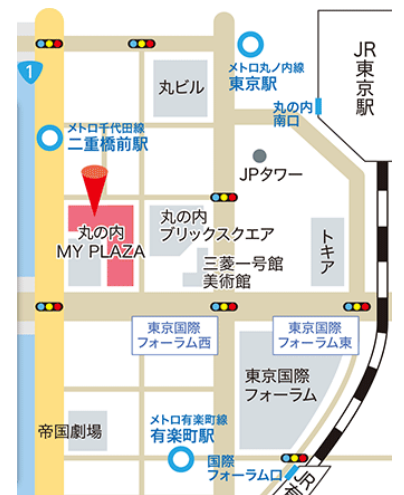 1
JR東京駅
メトロ丸ノ内線
東京駅
丸ビル
丸の内
南口
メトロ千代田線
二重橋前駅
JPタワー
丸の内
MY PLAZA
丸の内
ブリックスクエア
トキア
三菱一号館
美術館
東京国際
フォーラム西
東京国際
フォーラム東
東京国際
フォーラム
帝国劇場
メトロ有楽町線
有楽町駅
国際
フォーラム口
JR